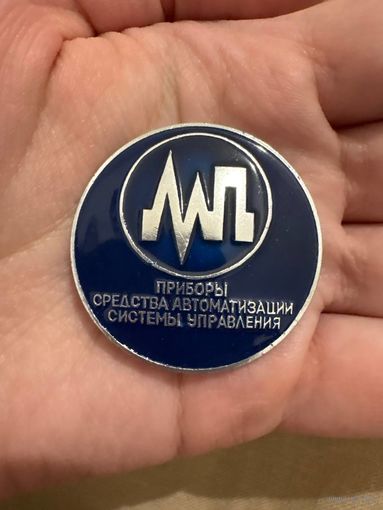 ПРИБОРЫ
СРЕДСТВА АВТОМАТИЗАЦИИ
СИСТЕМЫ УПРАВЛЕНИЯ